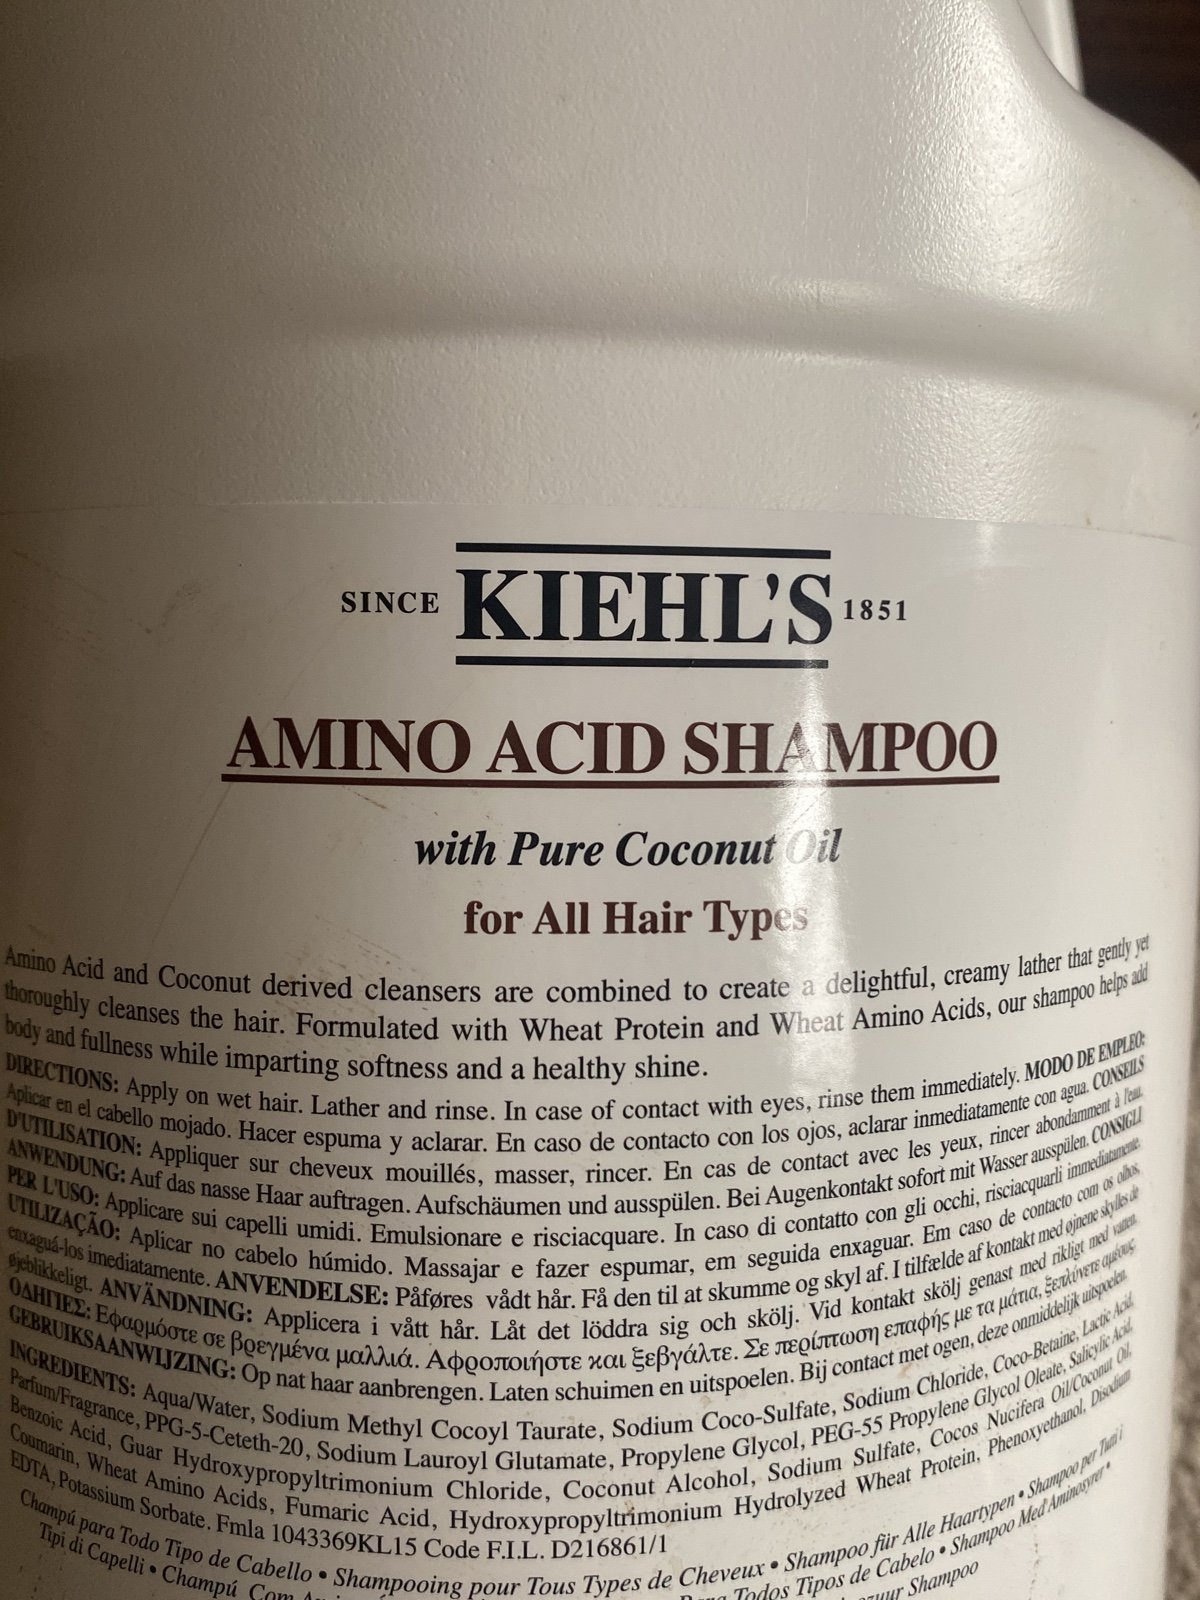 SINCE KIEHL'S 1851
AMINO ACID SHAMPOO
with Pure Coconut Oil
for All Hair Types
Amino Acid and Coconut derived cleansers are combined to create a delightful, creamy lather that gently yet
thoroughly cleanses the hair. Formulated with Wheat Protein and Wheat Amino Acids, our shampoo helps add
body and fullness while imparting softness and a healthy shine.
DIRECTIONS: Apply on wet hair. Lather and rinse. In case of contact with eyes, rinse them immediately. MODO DE EMPLEO:
Aplicar en el cabello mojado. Hacer espuma y aclarar. En caso de contacto con los ojos, aclarar inmediatamente con agua. CONSEILS
D'UTILISATION: Appliquer sur cheveux mouillés, masser, rincer. En cas de contact avec les yeux, rincer abondamment à l'eau.
ANWENDUNG: Auf das nasse Haar auftragen. Aufschäumen und ausspülen. Bei Augenkontakt sofort mit Wasser ausspülen. CONSIGLI
PER L'USO: Applicare sui capelli umidi. Emulsionare e risciacquare. In caso di contatto con gli occhi, risciacquarli immediatamente.
UTILIZAÇÃO: Aplicar no cabelo húmido. Massajar e fazer espumar, em seguida enxaguar. Em caso de contacto com os olhos,
enxaguá-los imediatamente. ANVENDELSE: Påføres vådt hår. Få den til at skumme og skyl af. I tilfælde af kontakt med øjnene skylles de
øjeblikkeligt. ANVÄNDNING: Applicera i vått hår. Låt det löddra sig och skölj. Vid kontakt skölj genast med rikligt med vatten.
ΟΔΗΓΙΕΣ: Εφαρμόστε σε βρεγμένα μαλλιά. Αφροποιήστε και ξεβγάλτε. Σε περίπτωση επαφής με τα μάτια, ξεπλύνετε αμέσως.
GEBRUIKSAANWIJZING: Op nat haar aanbrengen. Laten schuimen en uitspoelen. Bij contact met ogen, deze onmiddelijk uitspoelen.
INGREDIENTS: Aqua/Water, Sodium Methyl Cocoyl Taurate, Sodium Coco-Sulfate, Sodium Chloride, Coco-Betaine, Lactic Acid,
Parfum/Fragrance, PPG-5-Ceteth-20, Sodium Lauroyl Glutamate, Propylene Glycol, PEG-55 Propylene Glycol Oleate, Salicylic Acid,
Benzoic Acid, Guar Hydroxypropyltrimonium Chloride, Coconut Alcohol, Sodium Sulfate, Cocos Nucifera Oil/Coconut Oil,
Coumarin, Wheat Amino Acids, Fumaric Acid, Hydroxypropyltrimonium Hydrolyzed Wheat Protein, Phenoxyethanol, Disodium
EDTA, Potassium Sorbate. Fmla 1043369KL15 Code F.I.L. D216861/1
Champú para Todo Tipo de Cabello • Shampooing pour Tous Types de Cheveux • Shampoo für Alle Haartypen • Shampoo per Tutti i
Tipi di Capelli • Champú Para Todos Tipos de Cabelo • Shampoo Med Aminosyrer •
Shampoo